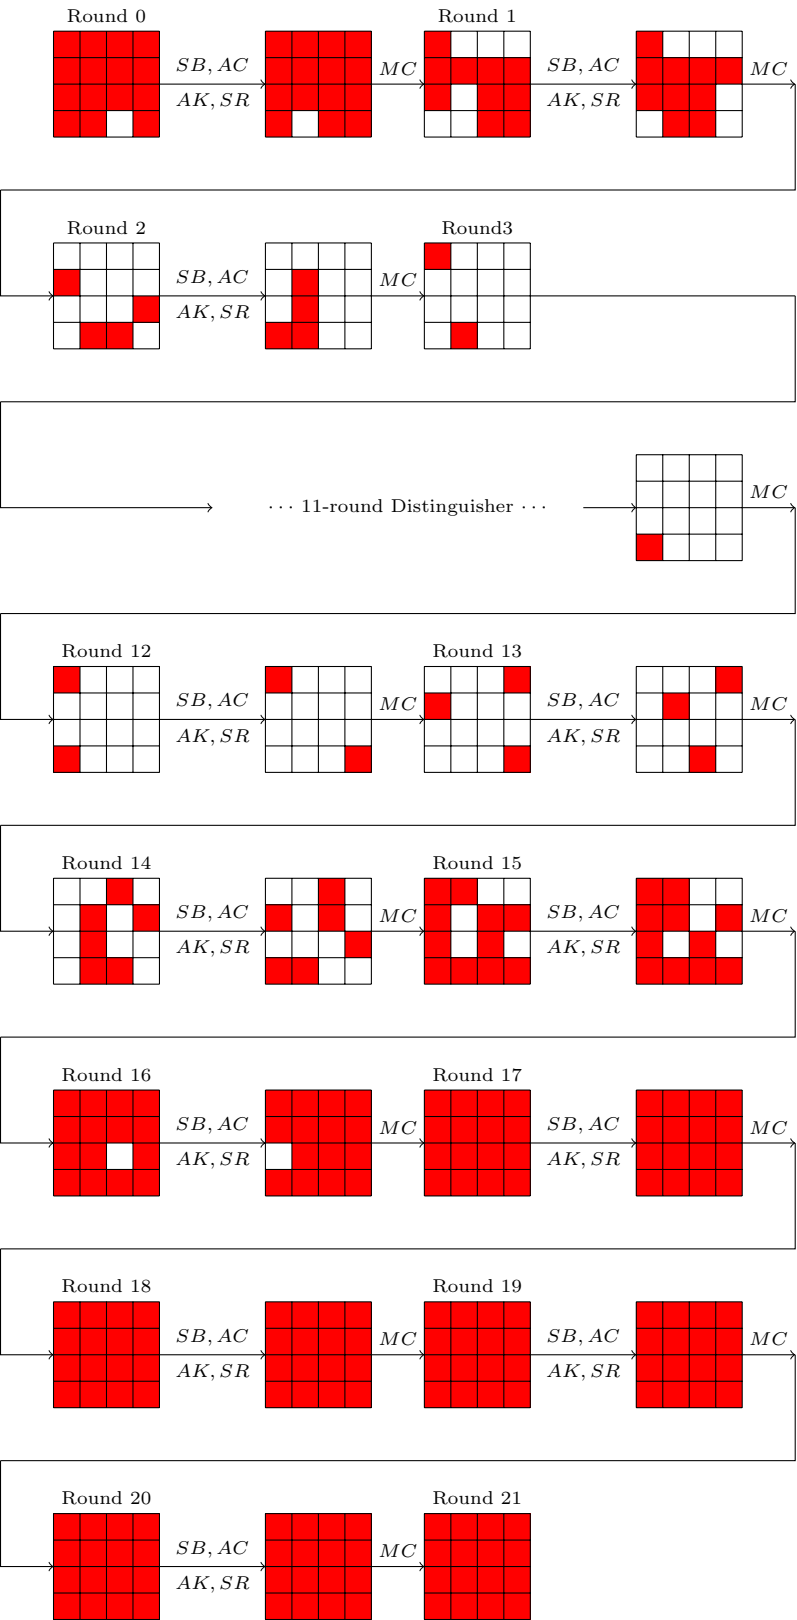 Round 0
Round 1
SB, AC
MC
SB, AC
MC
AK, SR
AK, SR
Round 2
Round3
SB, AC
MC
AK, SR
··· 11-round Distinguisher ···
MC
Round 12
Round 13
SB, AC
MC
SB, AC
MC
AK, SR
AK, SR
Round 14
Round 15
SB, AC
MC
SB, AC
MC
AK, SR
AK, SR
Round 16
Round 17
SB, AC
MC
SB, AC
MC
AK, SR
AK, SR
Round 18
Round 19
SB, AC
MC
SB, AC
MC
AK, SR
AK, SR
Round 20
Round 21
SB, AC
MC
AK, SR